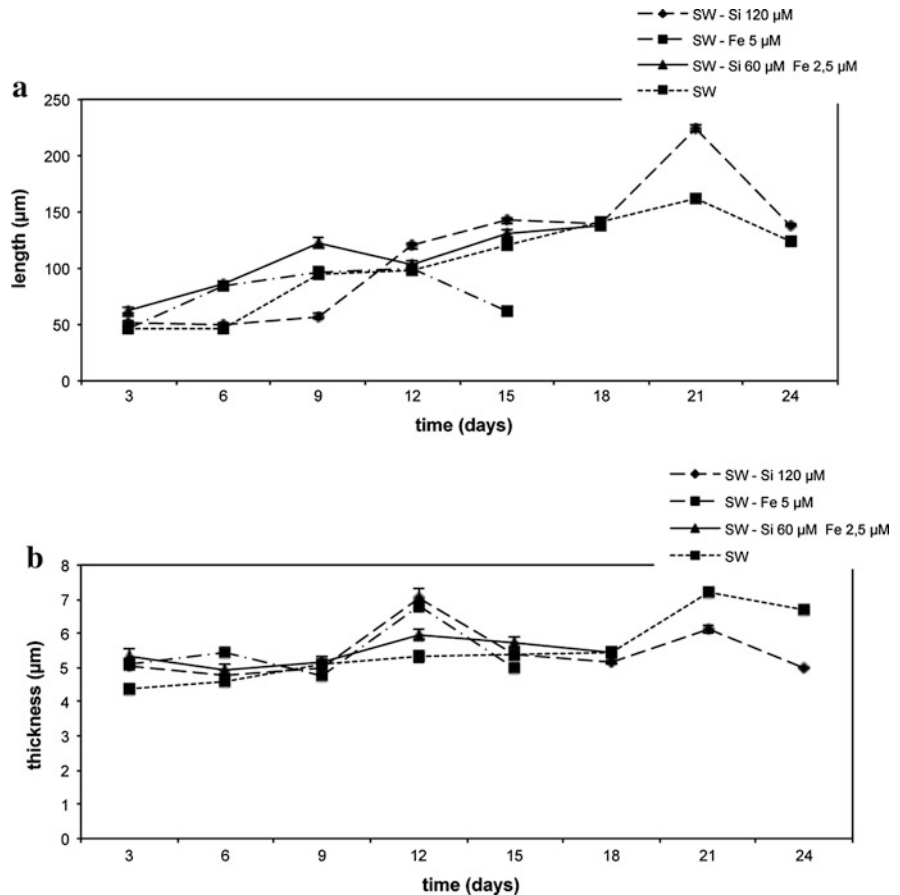 SW - Si 120 µM
SW - Fe 5 µM
SW - Si 60 µM Fe 2,5 µM
SW
a
250
200
150
100
50
0
length (µm)
3 6 9 12 15 18 21 24
time (days)
SW - Si 120 µM
SW - Fe 5 µM
SW - Si 60 µM Fe 2,5 µM
SW
b
8
7
6
5
4
3
2
1
0
thickness (µm)
3 6 9 12 15 18 21 24
time (days)